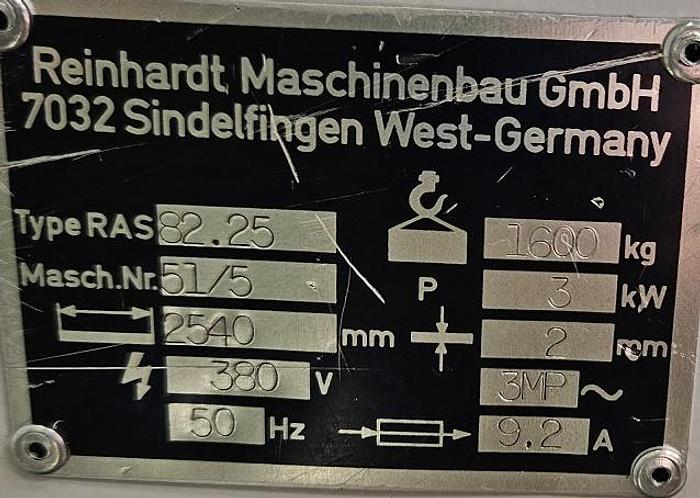 Reinhardt Maschinenbau GmbH
7032 Sindelfingen West-Germany
Type RAS 82.25
1600 kg
Masch.Nr. 51/5
P 3 kW
2540 mm
2 mm
380 V
3MP ~
50 Hz
9.2 A